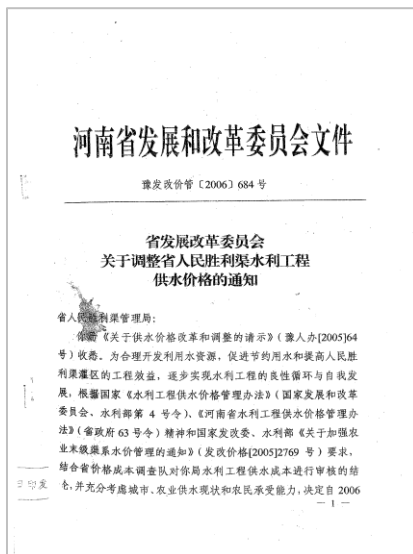 河南省发展和改革委员会文件
豫发改价管〔2006〕684号
省发展改革委员会
关于调整省人民胜利渠水利工程
供水价格的通知
省人民胜利渠管理局:
你局《关于供水价格改革和调整的请示》(豫人办[2005]64
号)收悉。为合理开发利用水资源,促进节约用水和提高人民胜
利渠灌区的工程效益,逐步实现水利工程的良性循环与自我发
展,根据国家《水利工程供水价格管理办法》(国家发展和改革
委员会、水利部第4号令)、《河南省水利工程供水价格管理办
法》(省政府63号令)精神和国家发改委、水利部《关于加强农
业末级渠系水价管理的通知》(发改价格[2005]2769号)要求,
结合省价格成本调查队对你局水利工程供水成本进行审核的结
论,并充分考虑城市、农业供水现状和农民承受能力,决定自2006
— 1 —
印发